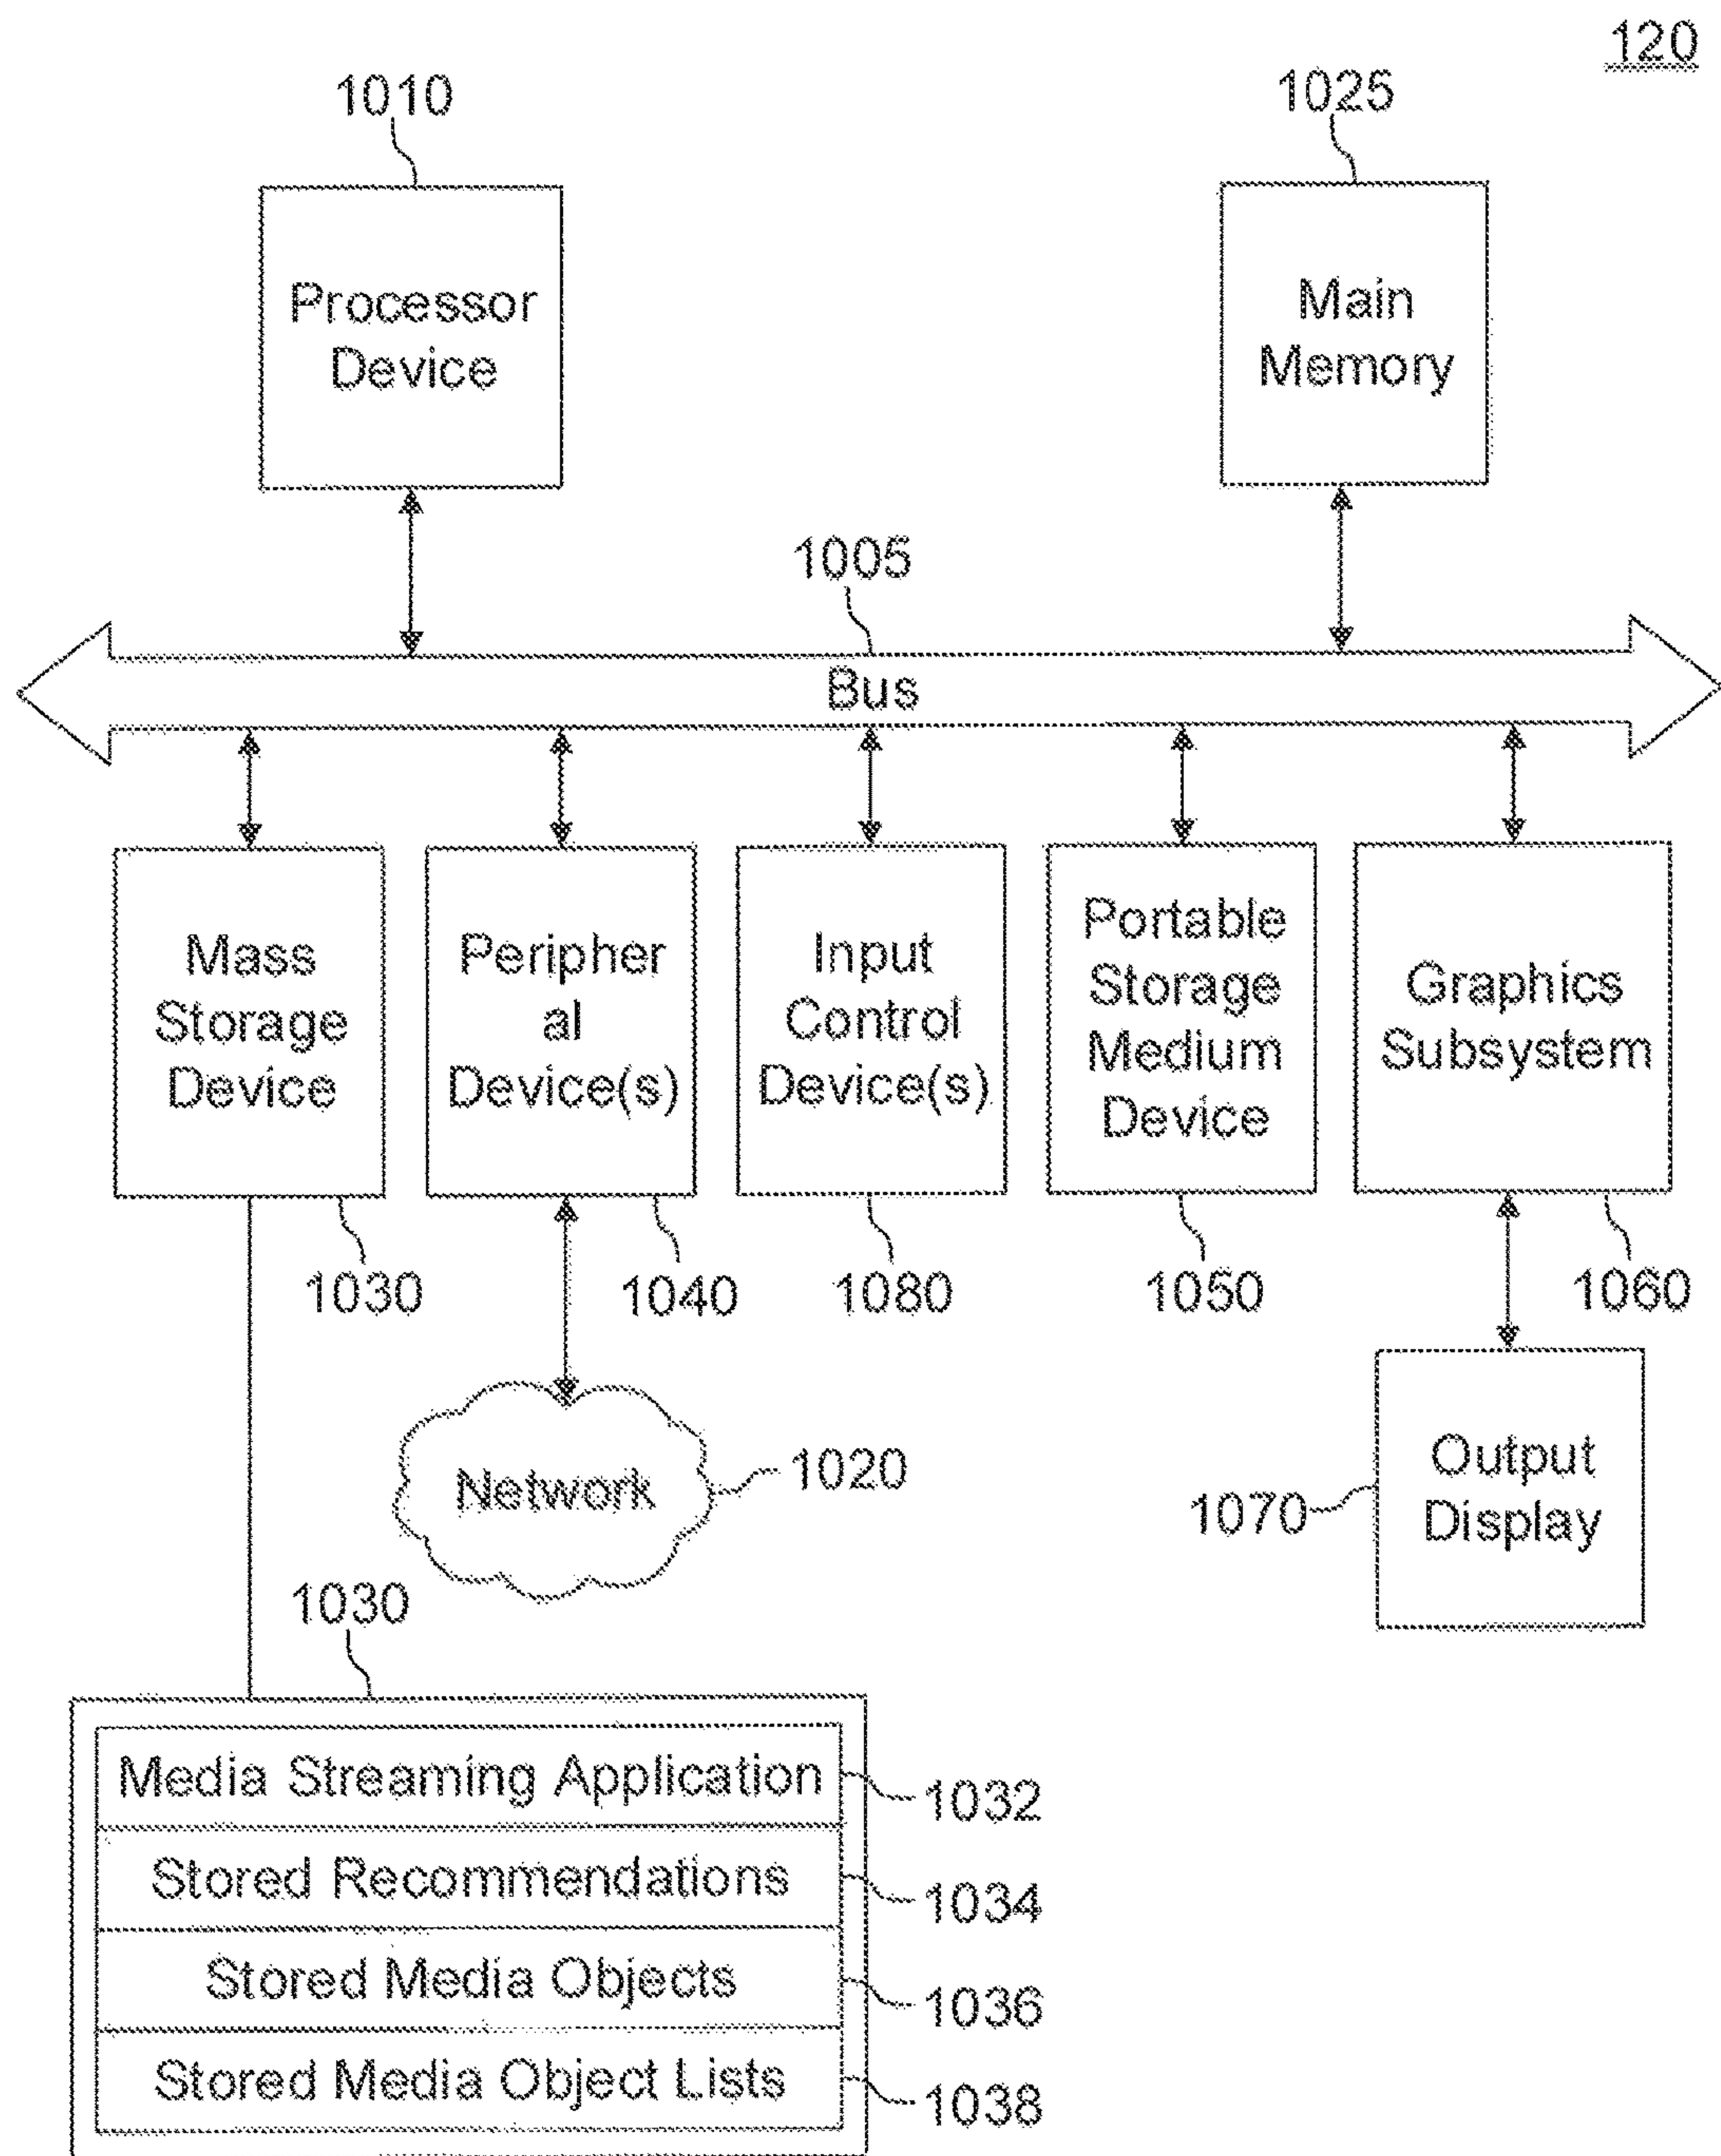 120
1010
1025
Processor
Device
Main
Memory
1005
Bus
Mass
Storage
Device
Peripher
al
Device(s)
Input
Control
Device(s)
Portable
Storage
Medium
Device
Graphics
Subsystem
1030
1040
1080
1050
1060
Network
1020
Output
Display
1070
1030
Media Streaming Application
1032
Stored Recommendations
1034
Stored Media Objects
1036
Stored Media Object Lists
1038